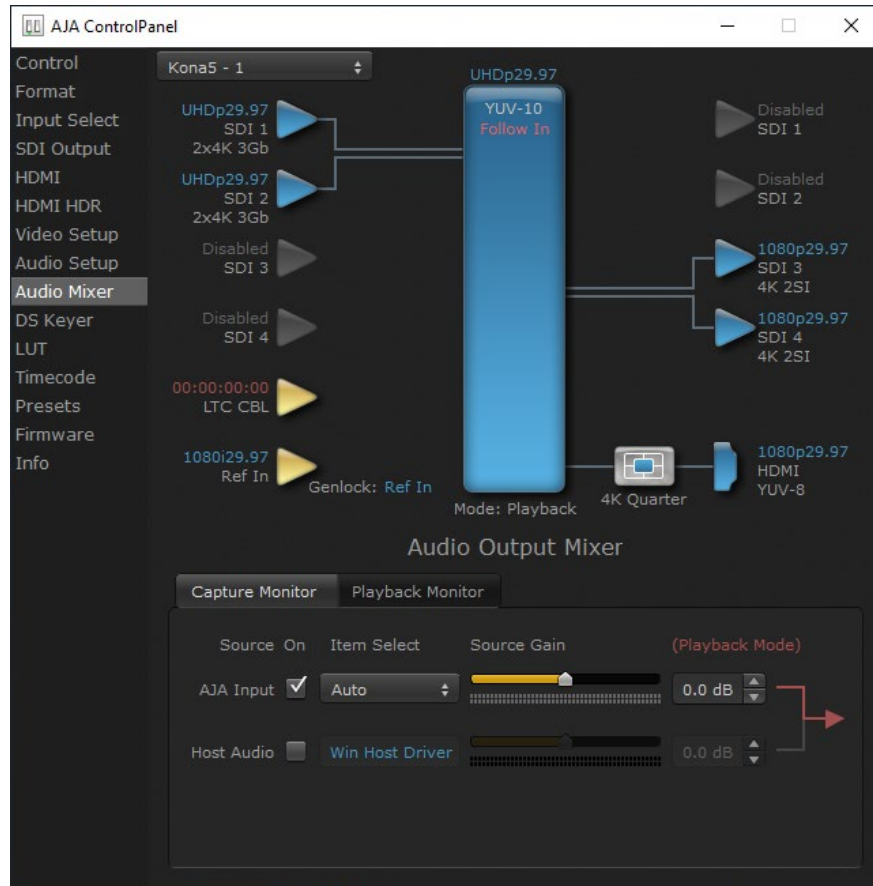 AJA ControlPanel
Control
Format
Input Select
SDI Output
HDMI
HDMI HDR
Video Setup
Audio Setup
Audio Mixer
DS Keyer
LUT
Timecode
Presets
Firmware
Info
Kona5 - 1
UHDp29.97
SDI 1
2x4K 3Gb
UHDp29.97
SDI 2
2x4K 3Gb
Disabled
SDI 3
Disabled
SDI 4
00:00:00:00
LTC CBL
1080i29.97
Ref In
Genlock: Ref In
UHDp29.97
YUV-10
Follow In
Mode: Playback
Disabled
SDI 1
Disabled
SDI 2
1080p29.97
SDI 3
4K 2SI
1080p29.97
SDI 4
4K 2SI
4K Quarter
1080p29.97
HDMI
YUV-8
Audio Output Mixer
Capture Monitor Playback Monitor
Source On Item Select Source Gain (Playback Mode)
AJA Input Auto 0.0 dB
Host Audio Win Host Driver 0.0 dB